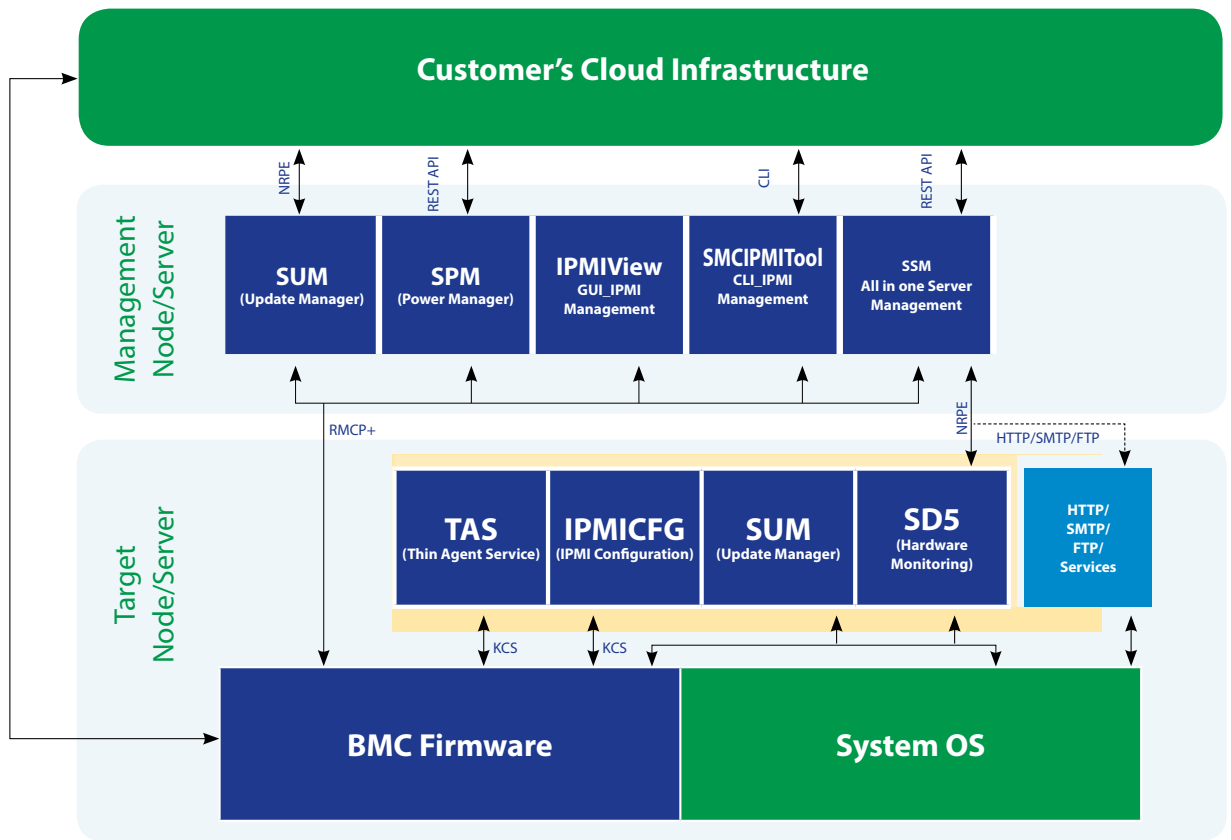 Customer's Cloud Infrastructure
NRPE
REST API
CLI
REST API
Management
Node/Server
SUM
(Update Manager)
SPM
(Power Manager)
IPMIView
GUI_IPMI
Management
SMCIPMITool
CLI_IPMI
Management
SSM
All in one Server
Management
RMCP+
NRPE
HTTP/SMTP/FTP
Target
Node/Server
TAS
(Thin Agent Service)
IPMICFG
(IPMI Configuration)
SUM
(Update Manager)
SD5
(Hardware
Monitoring)
HTTP/
SMTP/
FTP/
Services
KCS
KCS
BMC Firmware
System OS